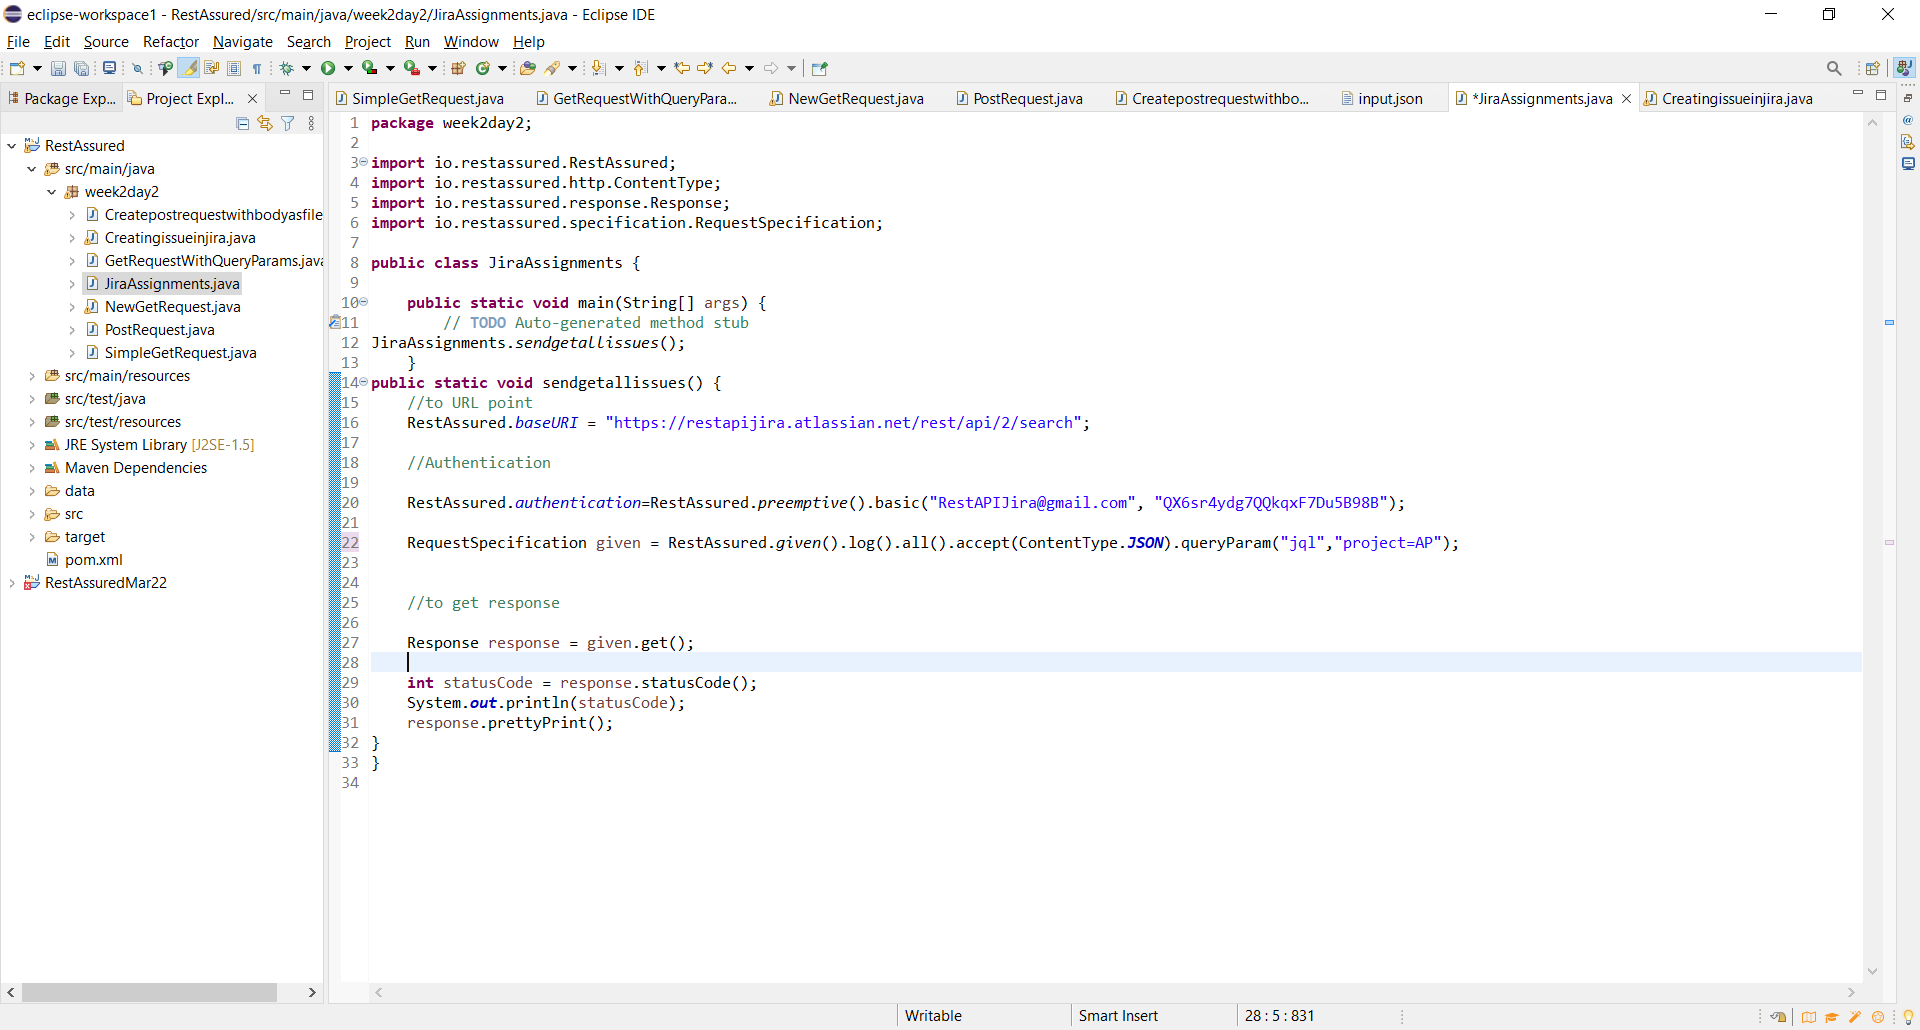 eclipse-workspace1 - RestAssured/src/main/java/week2day2/JiraAssignments.java - Eclipse IDE
File Edit Source Refactor Navigate Search Project Run Window Help
Package Exp... Project Expl...
SimpleGetRequest.java GetRequestWithQueryPara... NewGetRequest.java PostRequest.java Createpostrequestwithbo... input.json *JiraAssignments.java Creatingissueinjira.java
RestAssured
src/main/java
week2day2
Createpostrequestwithbodyasfile
Creatingissueinjira.java
GetRequestWithQueryParams.java
JiraAssignments.java
NewGetRequest.java
PostRequest.java
SimpleGetRequest.java
src/main/resources
src/test/java
src/test/resources
JRE System Library [J2SE-1.5]
Maven Dependencies
data
src
target
pom.xml
RestAssuredMar22
1 package week2day2;
2
3 import io.restassured.RestAssured;
4 import io.restassured.http.ContentType;
5 import io.restassured.response.Response;
6 import io.restassured.specification.RequestSpecification;
7
8 public class JiraAssignments {
9
10 public static void main(String[] args) {
11 // TODO Auto-generated method stub
12 JiraAssignments.sendgetallissues();
13 }
14 public static void sendgetallissues() {
15 //to URL point
16 RestAssured.baseURI = "https://restapijira.atlassian.net/rest/api/2/search";
17
18 //Authentication
19
20 RestAssured.authentication=RestAssured.preemptive().basic("RestAPIJira@gmail.com", "QX6sr4ydg7QQkqxF7Du5B98B");
21
22 RequestSpecification given = RestAssured.given().log().all().accept(ContentType.JSON).queryParam("jql","project=AP");
23
24
25 //to get response
26
27 Response response = given.get();
28
29 int statusCode = response.statusCode();
30 System.out.println(statusCode);
31 response.prettyPrint();
32 }
33 }
34
Writable Smart Insert 28 : 5 : 831